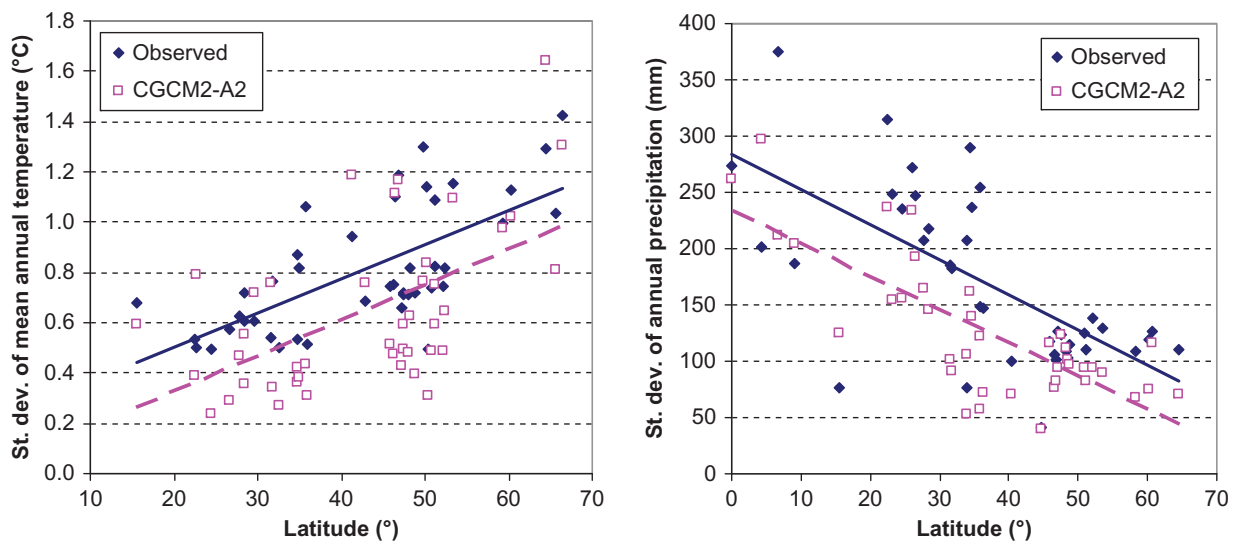 St. dev. of mean annual temperature (°C)
1.8
1.6
1.4
1.2
1.0
0.8
0.6
0.4
0.2
0.0
Observed
CGCM2-A2
10 20 30 40 50 60 70
Latitude (°)
St. dev. of annual precipitation (mm)
400
350
300
250
200
150
100
50
0
Observed
CGCM2-A2
0 10 20 30 40 50 60 70
Latitude (°)